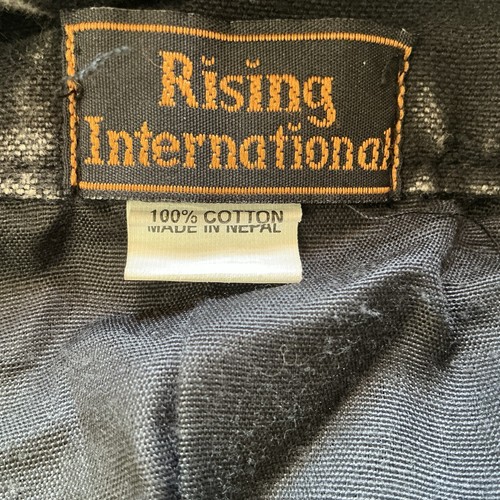 Rising
International
100% COTTON
MADE IN NEPAL